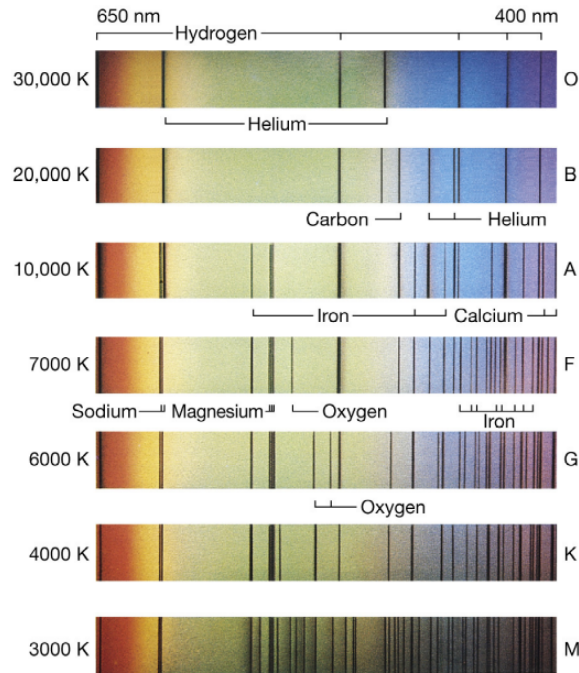 650 nm 400 nm
Hydrogen
30,000 K O
Helium
20,000 K B
Carbon Helium
10,000 K A
Iron Calcium
7000 K F
Sodium Magnesium Oxygen Iron
6000 K G
Oxygen
4000 K K
3000 K M